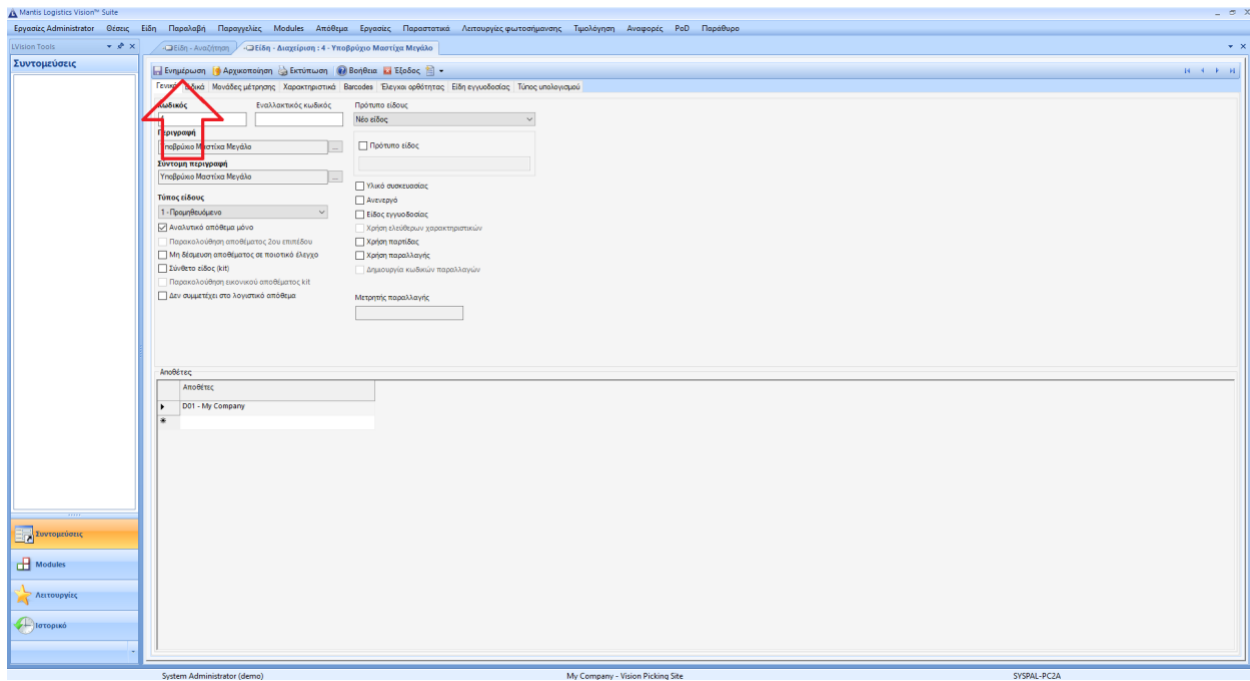 Mantis Logistics Vision™ Suite
Εργασίες Administrator Θέσεις Είδη Παραλαβή Παραγγελίες Modules Απόθεμα Εργασίες Παραστατικά Λειτουργίες φωτοσήμανσης Τιμολόγηση Αναφορές PoD Παράθυρο
LVision Tools
Είδη - Αναζήτηση Είδη - Διαχείριση : 4 - Υποβρύχιο Μαστίχα Μεγάλο
Συντομεύσεις
Ενημέρωση Αρχικοποίηση Εκτύπωση Βοήθεια Έξοδος
Μονάδες μέτρησης Χαρακτηριστικά Barcodes Έλεγχοι ορθότητας Είδη εγγυοδοσίας Τύπος υπολογισμού
Κωδικός Εναλλακτικός κωδικός Πρότυπο είδους
Νέο είδος
Περιγραφή
Υποβρύχιο Μαστίχα Μεγάλο ... Πρότυπο είδος
Σύντομη περιγραφή
Υποβρύχιο Μαστίχα Μεγάλο ...
Υλικό συσκευασίας
Τύπος είδους Ανενεργό
1 - Προμηθευόμενο Είδος εγγυοδοσίας
Αναλυτικό απόθεμα μόνο Χρήση ελεύθερων χαρακτηριστικών
Παρακολούθηση αποθέματος 2ου επιπέδου Χρήση παρτίδας
Μη δέσμευση αποθέματος σε ποιοτικό έλεγχο Χρήση παραλλαγής
Σύνθετο είδος (kit) Δημιουργία κωδικών παραλλαγών
Παρακολούθηση εικονικού αποθέματος kit
Δεν συμμετέχει στο λογιστικό απόθεμα Μετρητής παραλλαγής
Αποθέτες
Αποθέτες
D01 - My Company
Συντομεύσεις
Modules
Λειτουργίες
Ιστορικό
System Administrator (demo) My Company - Vision Picking Site SYSPAL-PC2A